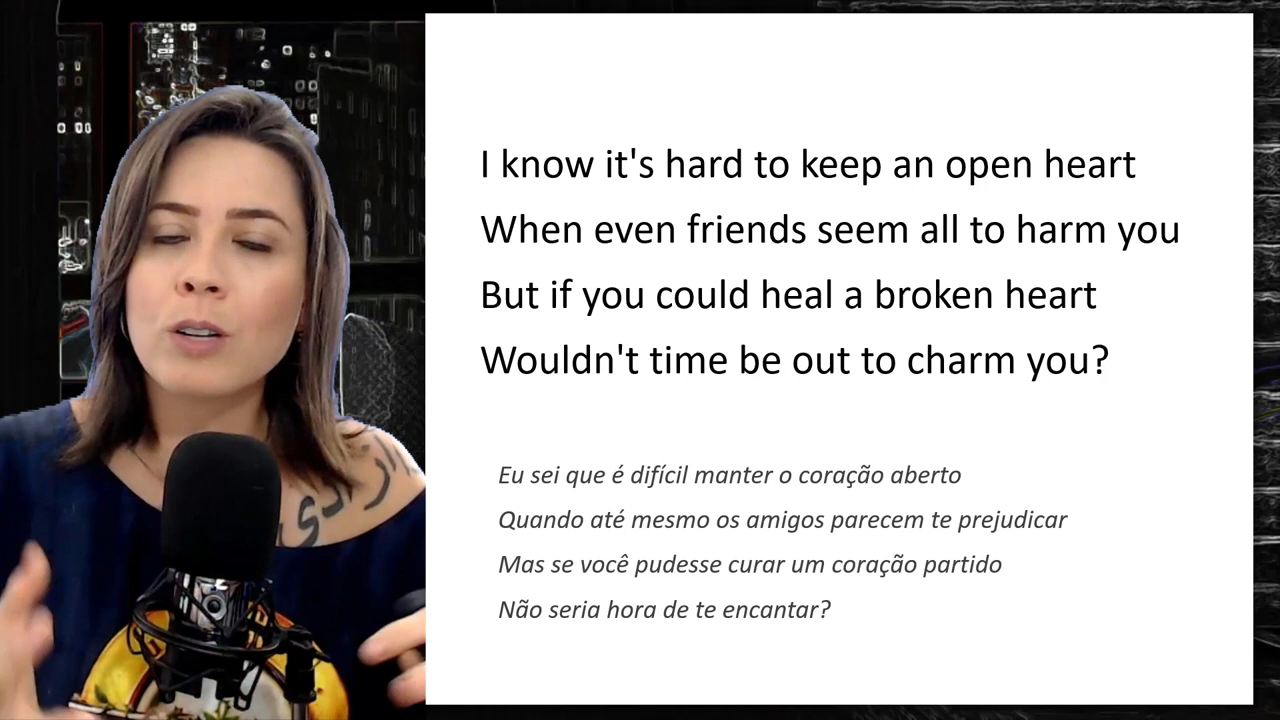 I know it's hard to keep an open heart
When even friends seem all to harm you
But if you could heal a broken heart
Wouldn't time be out to charm you?
Eu sei que é difícil manter o coração aberto
Quando até mesmo os amigos parecem te prejudicar
Mas se você pudesse curar um coração partido
Não seria hora de te encantar?